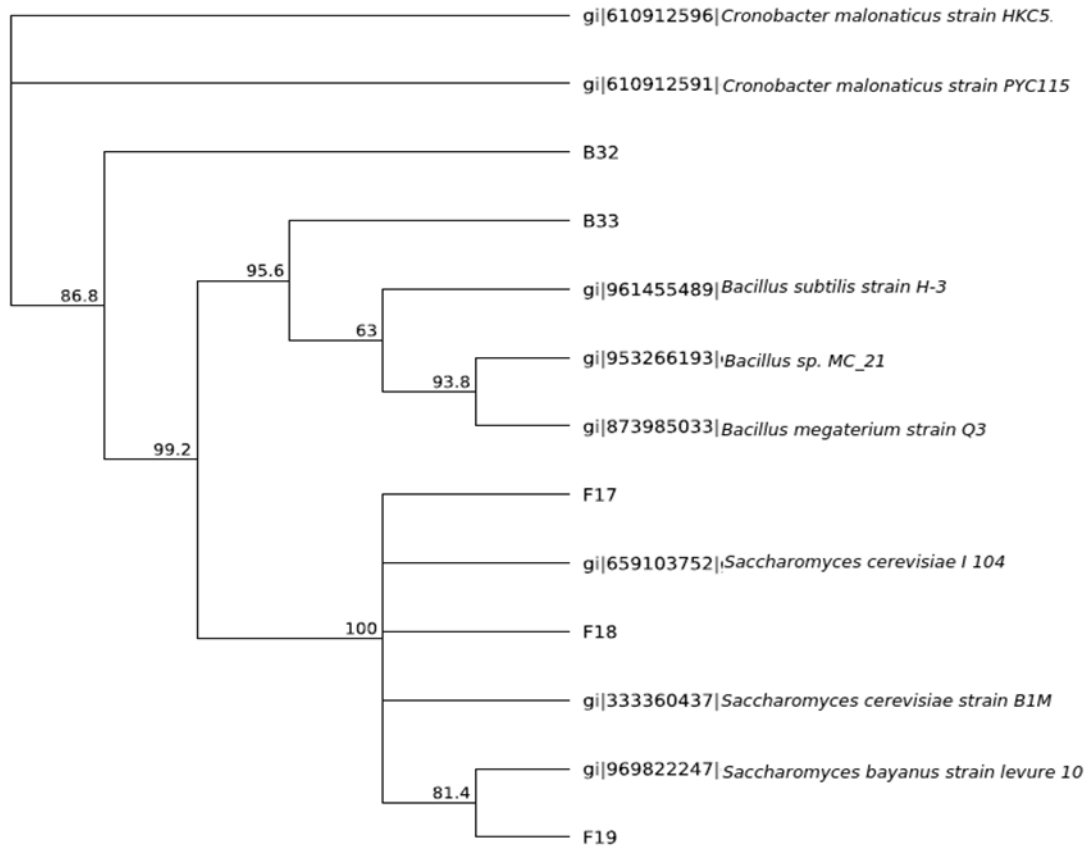 gi|610912596|Cronobacter malonaticus strain HKC5.
gi|610912591|Cronobacter malonaticus strain PYC115
B32
B33
95.6
86.8
gi|961455489|Bacillus subtilis strain H-3
63
gi|953266193|Bacillus sp. MC_21
93.8
gi|873985033|Bacillus megaterium strain Q3
99.2
F17
gi|659103752|Saccharomyces cerevisiae I 104
100
F18
gi|333360437|Saccharomyces cerevisiae strain B1M
gi|969822247|Saccharomyces bayanus strain levure 10
81.4
F19